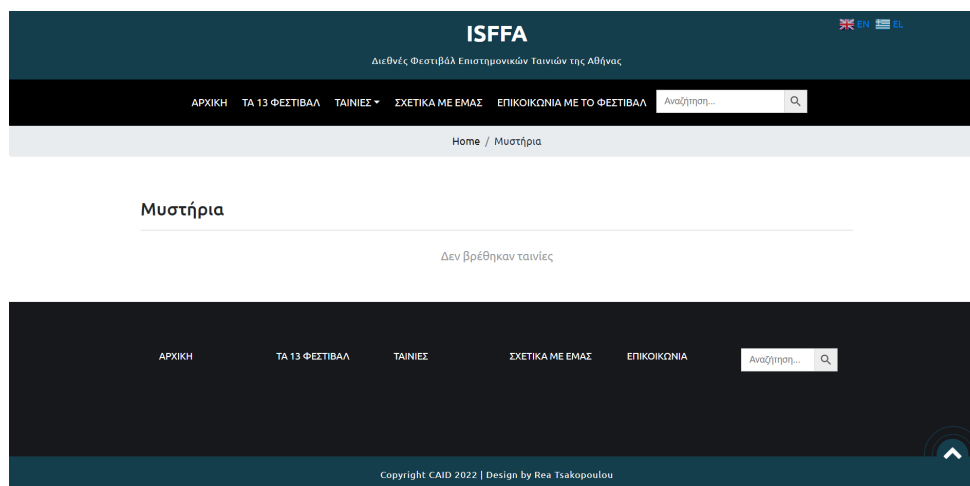 ISFFA
EN EL
Διεθνές Φεστιβάλ Επιστημονικών Ταινιών της Αθήνας
ΑΡΧΙΚΗ ΤΑ 13 ΦΕΣΤΙΒΑΛ ΤΑΙΝΙΕΣ ΣΧΕΤΙΚΑ ΜΕ ΕΜΑΣ ΕΠΙΚΟΙΚΩΝΙΑ ΜΕ ΤΟ ΦΕΣΤΙΒΑΛ Αναζήτηση...
Home / Μυστήρια
Μυστήρια
Δεν βρέθηκαν ταινίες
ΑΡΧΙΚΗ ΤΑ 13 ΦΕΣΤΙΒΑΛ ΤΑΙΝΙΕΣ ΣΧΕΤΙΚΑ ΜΕ ΕΜΑΣ ΕΠΙΚΟΙΚΩΝΙΑ Αναζήτηση...
Copyright CAID 2022 | Design by Rea Tsakopoulou